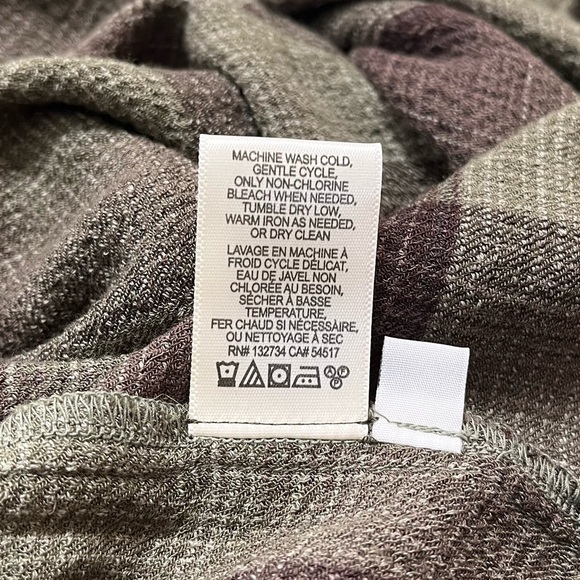 MACHINE WASH COLD,
GENTLE CYCLE,
ONLY NON-CHLORINE
BLEACH WHEN NEEDED,
TUMBLE DRY LOW,
WARM IRON AS NEEDED,
OR DRY CLEAN
LAVAGE EN MACHINE À
FROID CYCLE DÉLICAT,
EAU DE JAVEL NON
CHLORÉE AU BESOIN,
SÉCHER À BASSE
TEMPERATURE,
FER CHAUD SI NÉCESSAIRE,
OU NETTOYAGE À SEC
RN# 132734 CA# 54517